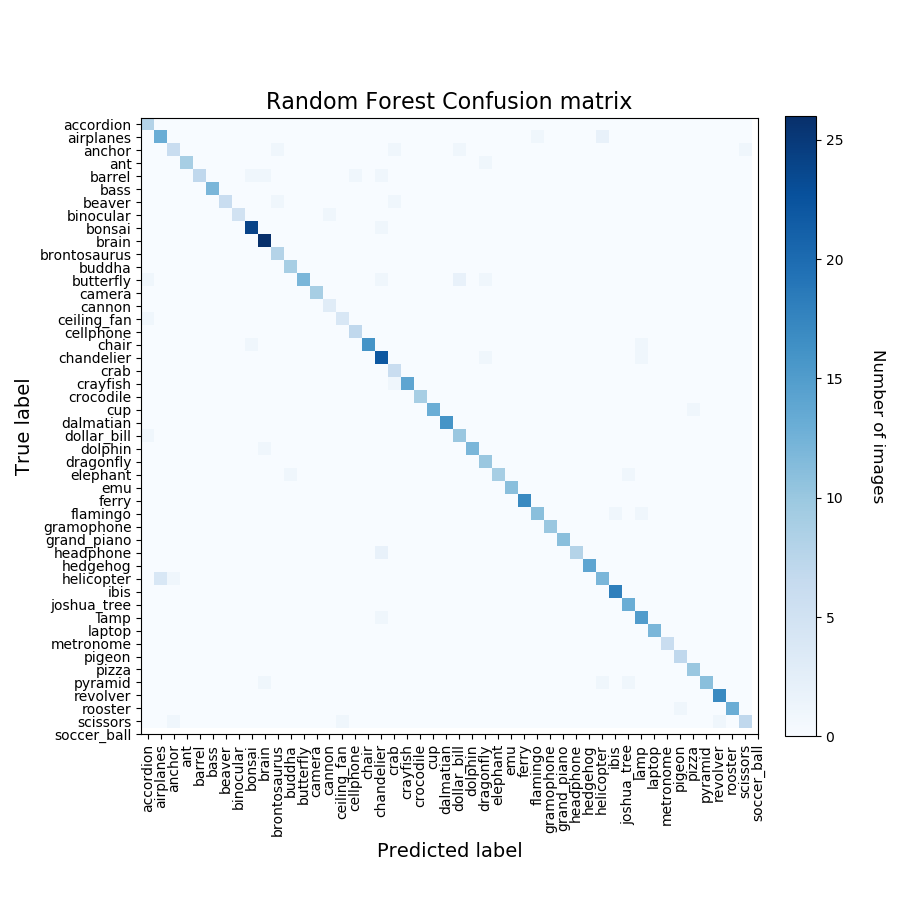 Random Forest Confusion matrix
True label
accordion
airplanes
anchor
ant
barrel
bass
beaver
binocular
bonsai
brain
brontosaurus
buddha
butterfly
camera
cannon
ceiling_fan
cellphone
chair
chandelier
crab
crayfish
crocodile
cup
dalmatian
dollar_bill
dolphin
dragonfly
elephant
emu
ferry
flamingo
gramophone
grand_piano
headphone
hedgehog
helicopter
ibis
joshua_tree
lamp
laptop
metronome
pigeon
pizza
pyramid
revolver
rooster
scissors
soccer_ball
accordion
airplanes
anchor
ant
barrel
bass
beaver
binocular
bonsai
brain
brontosaurus
buddha
butterfly
camera
cannon
ceiling_fan
cellphone
chair
chandelier
crab
crayfish
crocodile
cup
dalmatian
dollar_bill
dolphin
dragonfly
elephant
emu
ferry
flamingo
gramophone
grand_piano
headphone
hedgehog
helicopter
ibis
joshua_tree
lamp
laptop
metronome
pigeon
pizza
pyramid
revolver
rooster
scissors
soccer_ball
Predicted label
25
20
15
10
5
0
Number of images